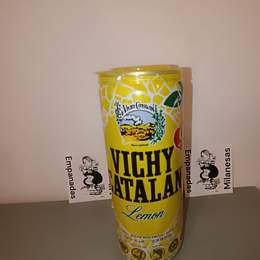 VICHY CATALAN
VICHY
CATALAN
Lemon
Empanadas
Milanesas